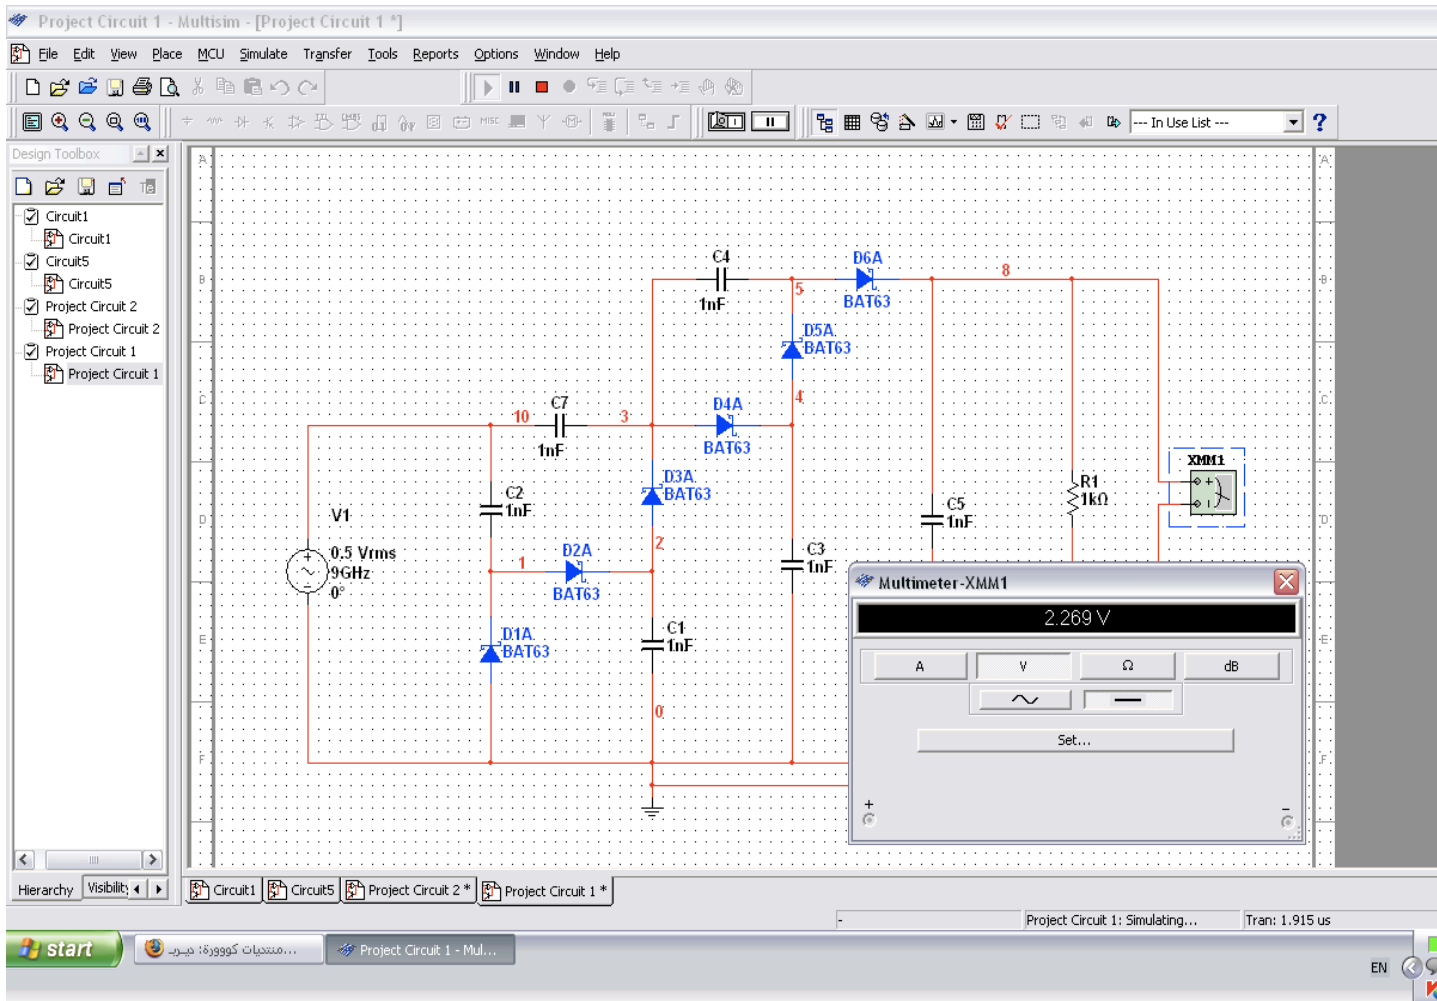 Project Circuit 1 - Multisim - [Project Circuit 1 *]
File Edit View Place MCU Simulate Transfer Tools Reports Options Window Help
MISC
--- In Use List ---
?
Design Toolbox
Circuit1
Circuit1
Circuit5
Circuit5
Project Circuit 2
Project Circuit 2
Project Circuit 1
Project Circuit 1
Hierarchy
A
B
C
D
E
F
A
B
C
D
E
F
C4
1nF
5
D6A
BAT63
8
D5A
BAT63
4
10
C7
1nF
3
D4A
BAT63
D3A
BAT63
C2
1nF
V1
0.5 Vrms
9GHz
0°
1
D2A
BAT63
2
D1A
BAT63
C1
1nF
0
C3
1nF
C5
1nF
R1
1kΩ
XMM1
Multimeter-XMM1
2.269 V
A V Ω dB
Set...
+ -
Circuit1 Circuit5 Project Circuit 2 * Project Circuit 1 *
- Project Circuit 1: Simulating... Tran: 1.915 us
start
منتديات كووورة: ديربـ...
Project Circuit 1 - Mul...
EN